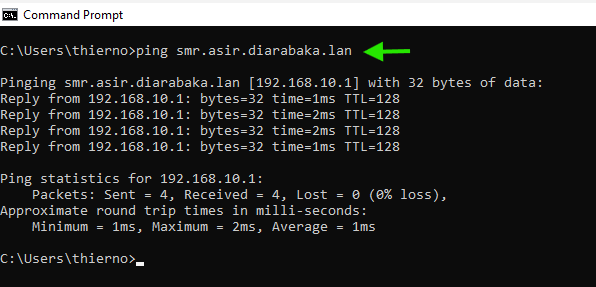 Command Prompt
C:\Users\thierno>ping smr.asir.diarabaka.lan
Pinging smr.asir.diarabaka.lan [192.168.10.1] with 32 bytes of data:
Reply from 192.168.10.1: bytes=32 time=1ms TTL=128
Reply from 192.168.10.1: bytes=32 time=2ms TTL=128
Reply from 192.168.10.1: bytes=32 time=2ms TTL=128
Reply from 192.168.10.1: bytes=32 time=1ms TTL=128
Ping statistics for 192.168.10.1:
    Packets: Sent = 4, Received = 4, Lost = 0 (0% loss),
Approximate round trip times in milli-seconds:
    Minimum = 1ms, Maximum = 2ms, Average = 1ms
C:\Users\thierno>